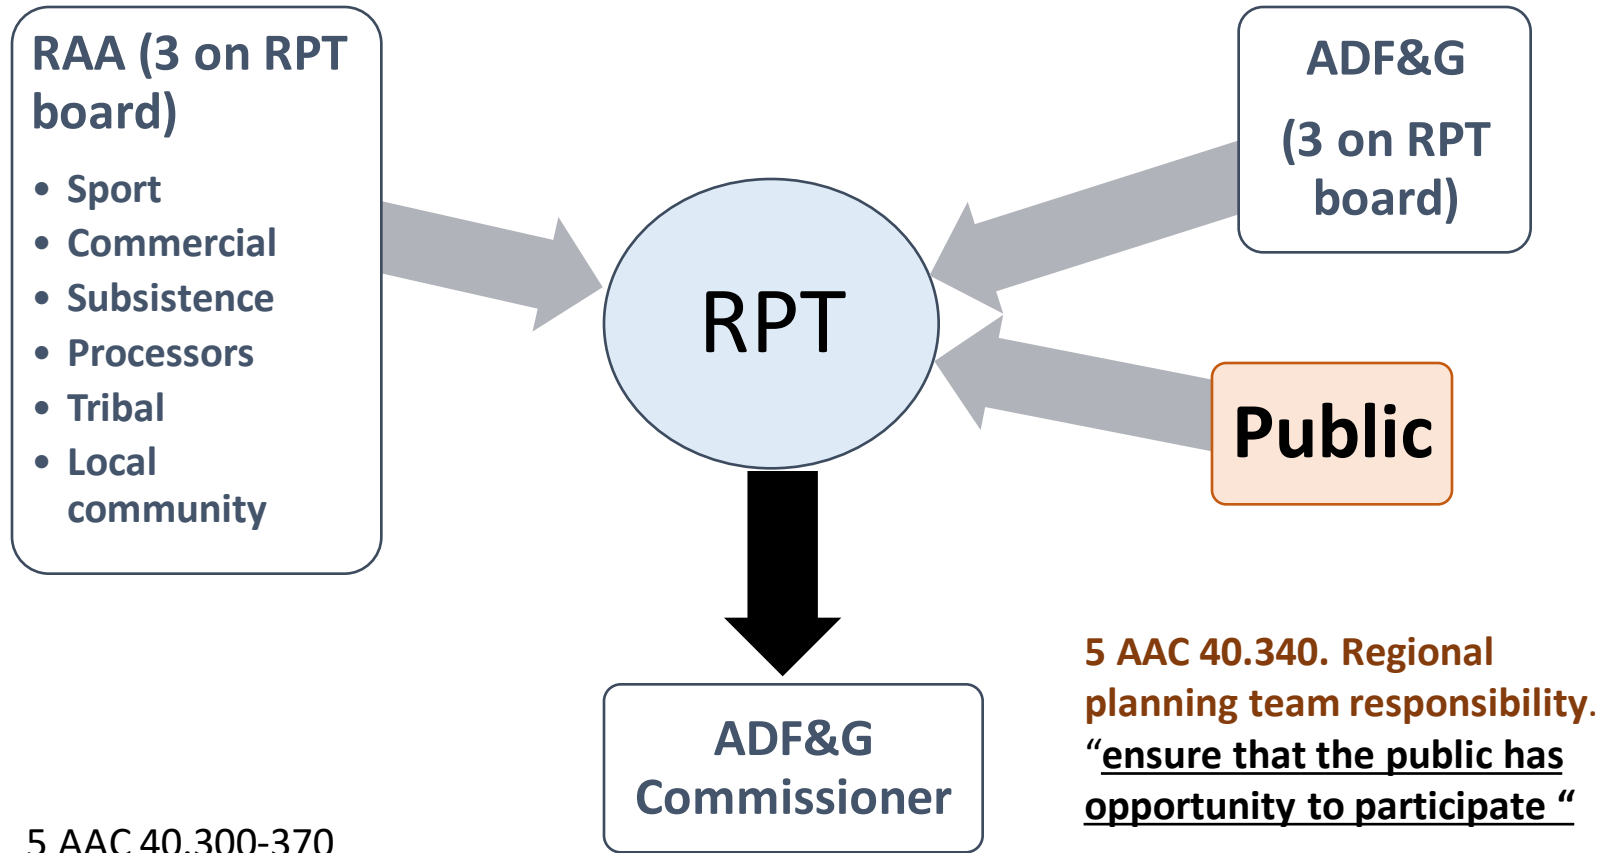 RAA (3 on RPT
board)
• Sport
• Commercial
• Subsistence
• Processors
• Tribal
• Local
community
ADF&G
(3 on RPT
board)
RPT
Public
ADF&G
Commissioner
5 AAC 40.340. Regional
planning team responsibility.
“ensure that the public has
opportunity to participate “
5 AAC 40.300-370